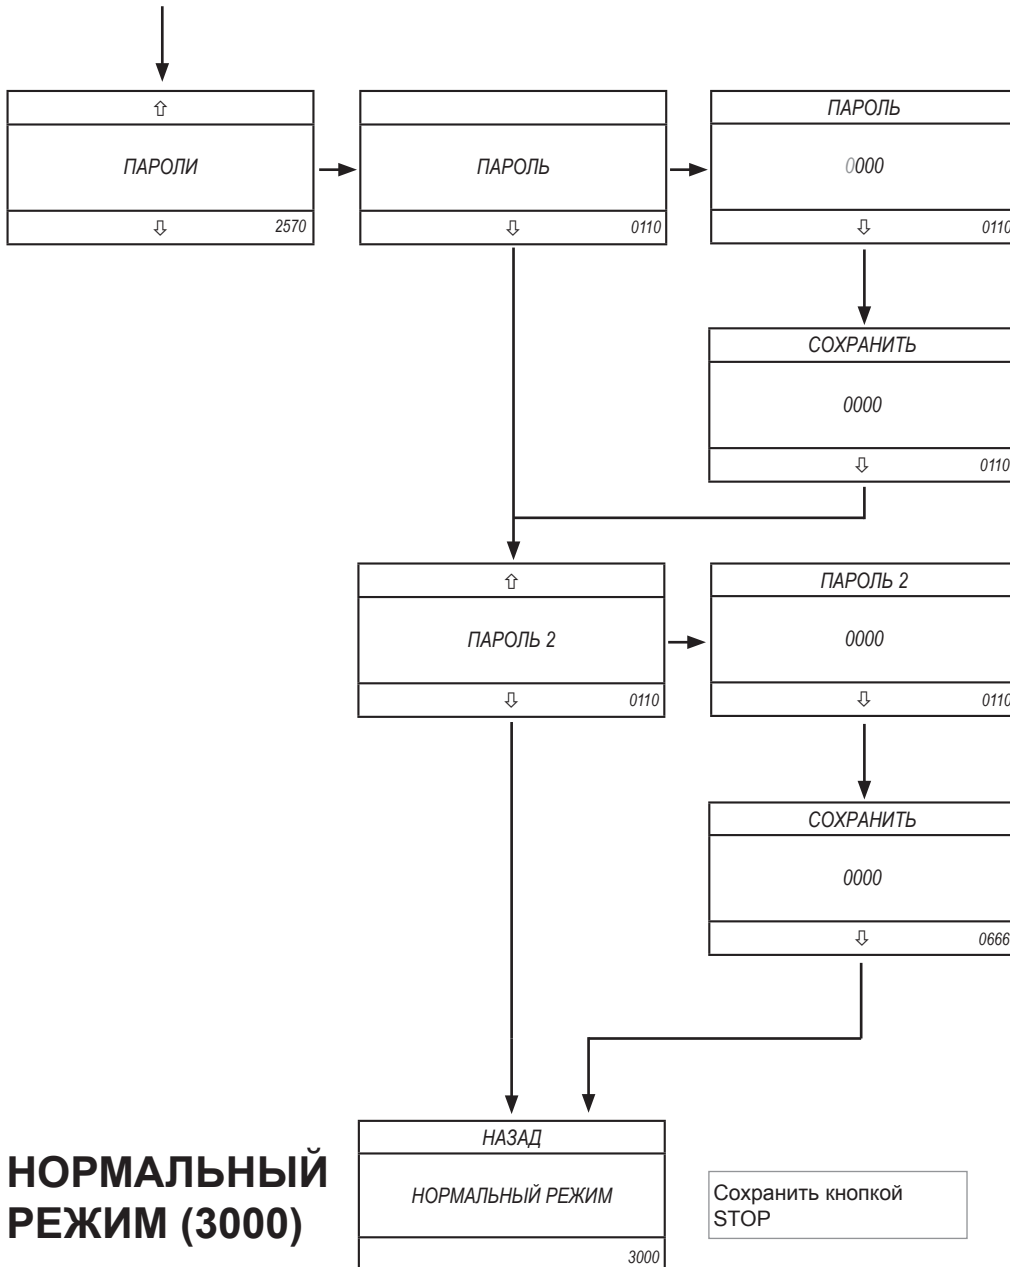 ⇧
ПАРОЛИ
⇩ 2570
ПАРОЛЬ
⇩ 0110
ПАРОЛЬ
0000
⇩ 0110
СОХРАНИТЬ
0000
⇩ 0110
⇧
ПАРОЛЬ 2
⇩ 0110
ПАРОЛЬ 2
0000
⇩ 0110
СОХРАНИТЬ
0000
⇩ 0666
НОРМАЛЬНЫЙ
РЕЖИМ (3000)
НАЗАД
НОРМАЛЬНЫЙ РЕЖИМ
3000
Сохранить кнопкой
STOP